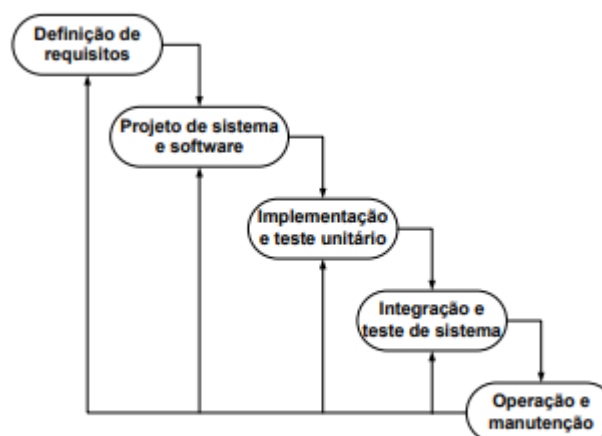 Definição de
requisitos
Projeto de sistema
e software
Implementação
e teste unitário
Integração e
teste de sistema
Operação e
manutenção